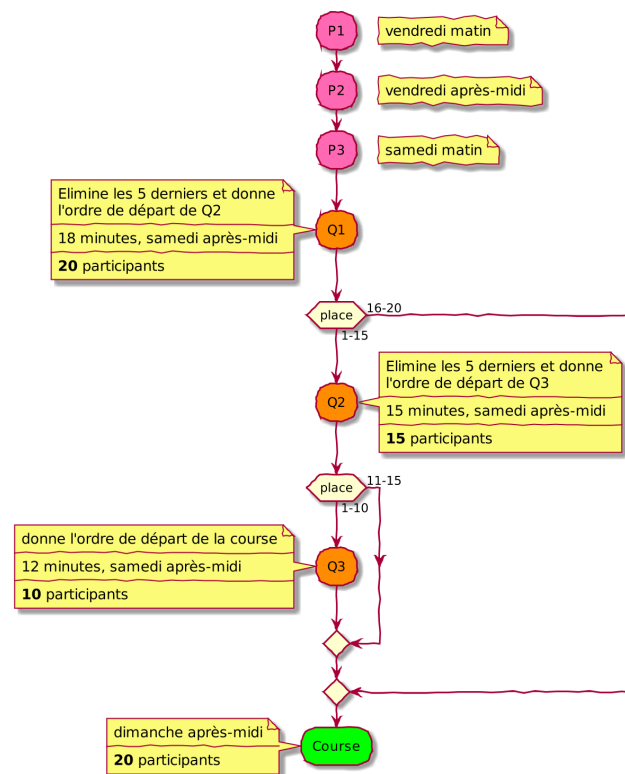 P1
vendredi matin
P2
vendredi après-midi
P3
samedi matin
Elimine les 5 derniers et donne
l'ordre de départ de Q2
18 minutes, samedi après-midi
20 participants
Q1
place
16-20
1-15
Elimine les 5 derniers et donne
l'ordre de départ de Q3
15 minutes, samedi après-midi
15 participants
Q2
place
11-15
1-10
donne l'ordre de départ de la course
12 minutes, samedi après-midi
10 participants
Q3
dimanche après-midi
20 participants
Course